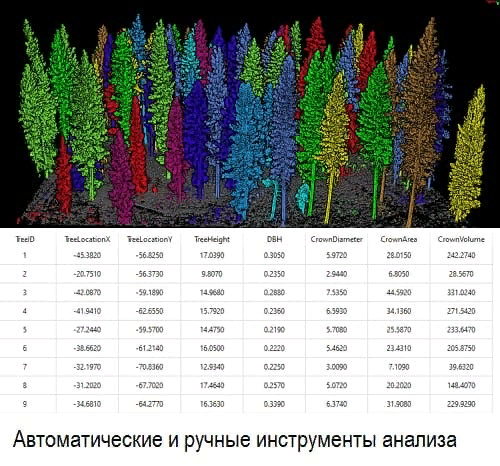 TreeID TreeLocationX TreeLocationY TreeHeight DBH CrownDiameter CrownArea CrownVolume
1 -45.3820 -56.8250 17.0390 0.3050 5.9720 28.0150 242.2740
2 -20.7510 -56.3730 9.8070 0.2350 2.9440 6.8050 28.5670
3 -42.0870 -59.1890 14.9680 0.2880 7.5350 44.5920 331.0240
4 -41.9410 -62.6550 15.7920 0.2360 6.5930 34.1360 271.5420
5 -27.2440 -59.5700 14.4750 0.2190 5.7080 25.5870 233.6470
6 -38.6620 -61.2140 16.0500 0.2220 5.4620 23.4310 205.8750
7 -32.1970 -70.8360 12.9340 0.2250 3.0090 7.1090 39.6320
8 -31.2020 -67.7020 17.4640 0.2570 5.0720 20.2020 148.4070
9 -34.6810 -64.2770 16.3630 0.3390 6.3740 31.9080 229.9290
Автоматические и ручные инструменты анализа